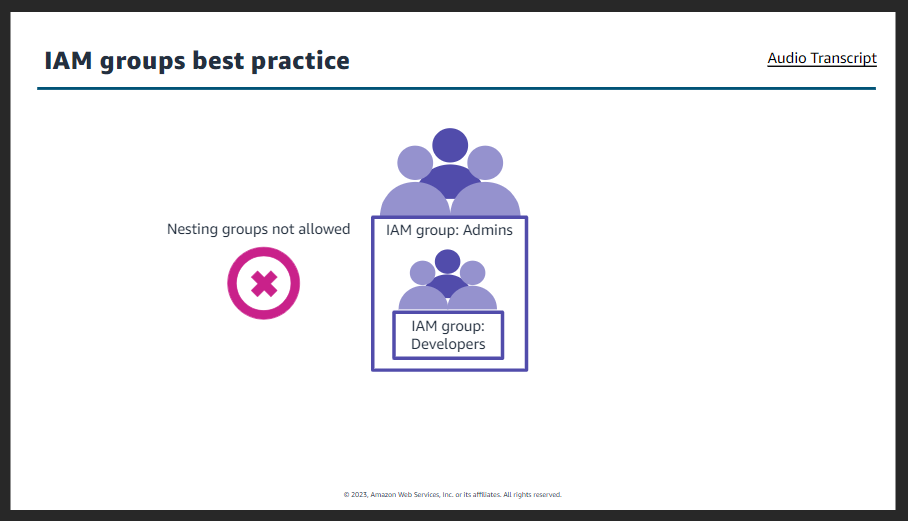 IAM groups best practice
Audio Transcript
Nesting groups not allowed
IAM group: Admins
IAM group:
Developers
© 2023, Amazon Web Services, Inc. or its affiliates. All rights reserved.